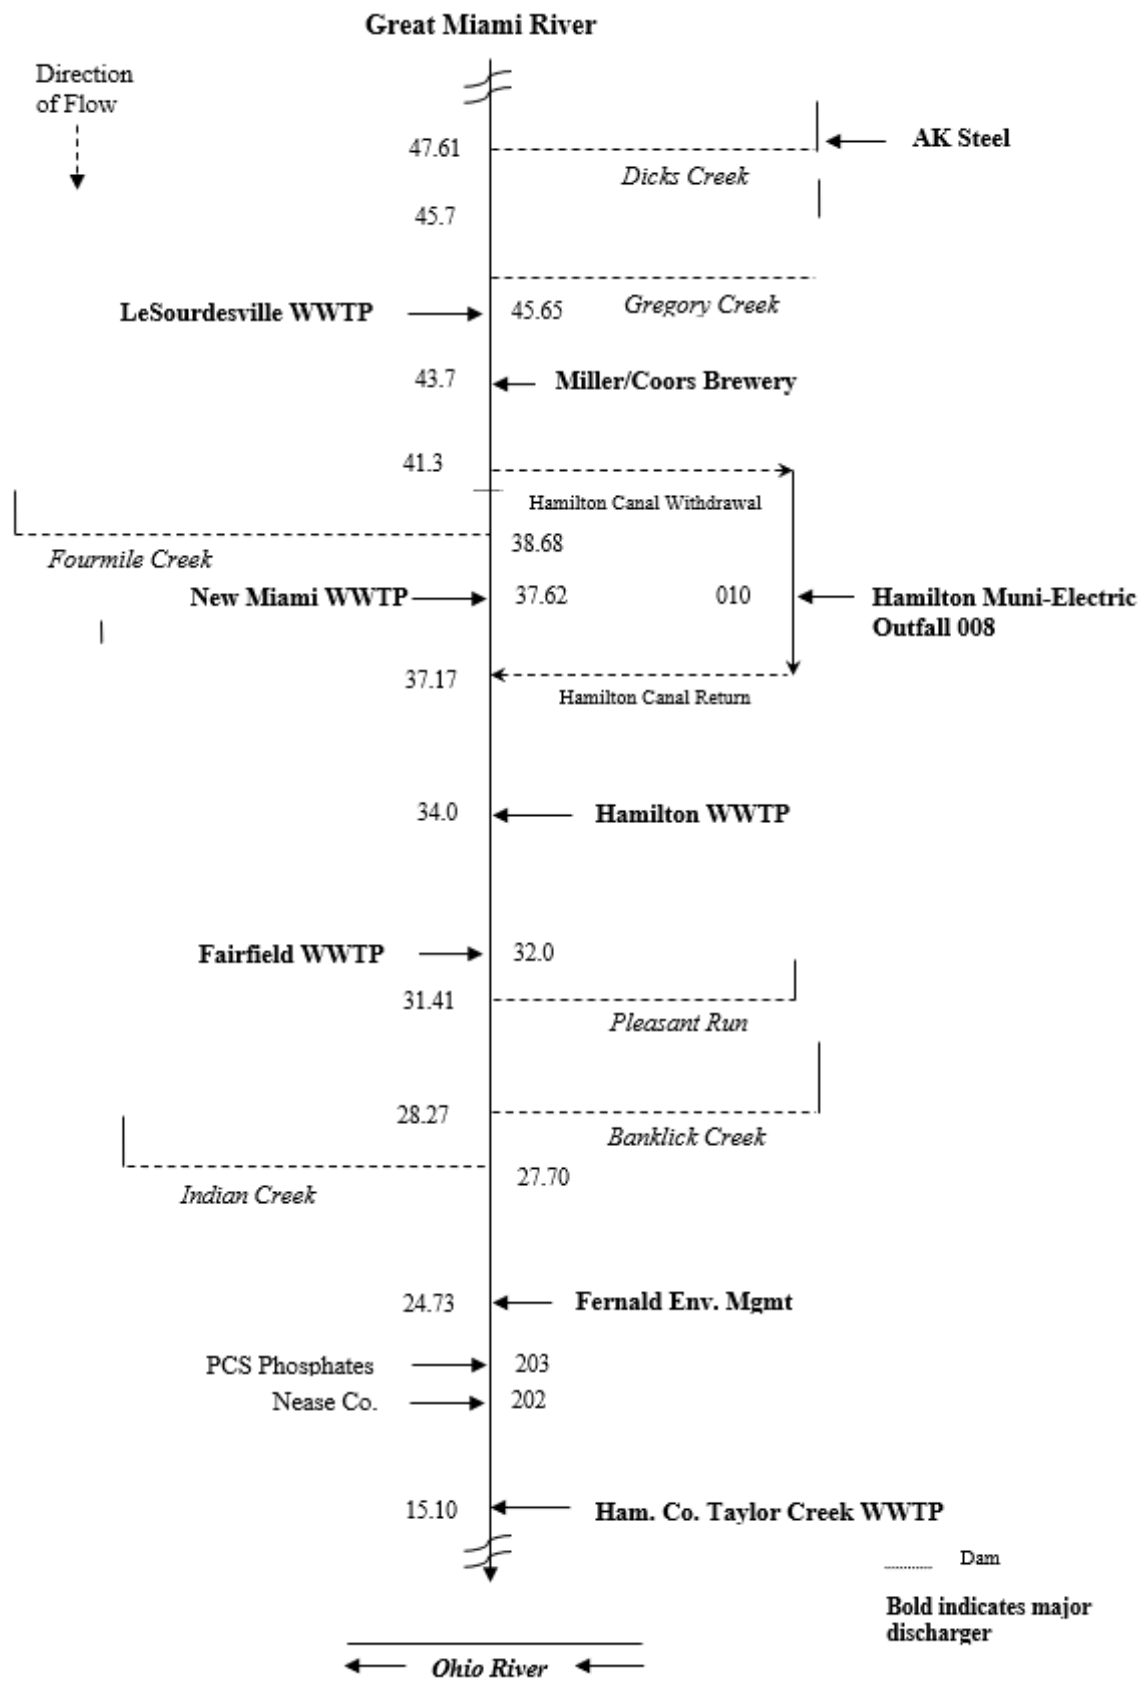 Great Miami River
Direction
of Flow
AK Steel
47.61
Dicks Creek
45.7
Gregory Creek
LeSourdesville WWTP
45.65
43.7
Miller/Coors Brewery
41.3
Hamilton Canal Withdrawal
38.68
Fourmile Creek
New Miami WWTP
37.62
010
Hamilton Muni-Electric
Outfall 008
37.17
Hamilton Canal Return
34.0
Hamilton WWTP
Fairfield WWTP
32.0
31.41
Pleasant Run
28.27
Banklick Creek
27.70
Indian Creek
24.73
Fernald Env. Mgmt
PCS Phosphates
203
Nease Co.
202
15.10
Ham. Co. Taylor Creek WWTP
Dam
Bold indicates major
discharger
Ohio River